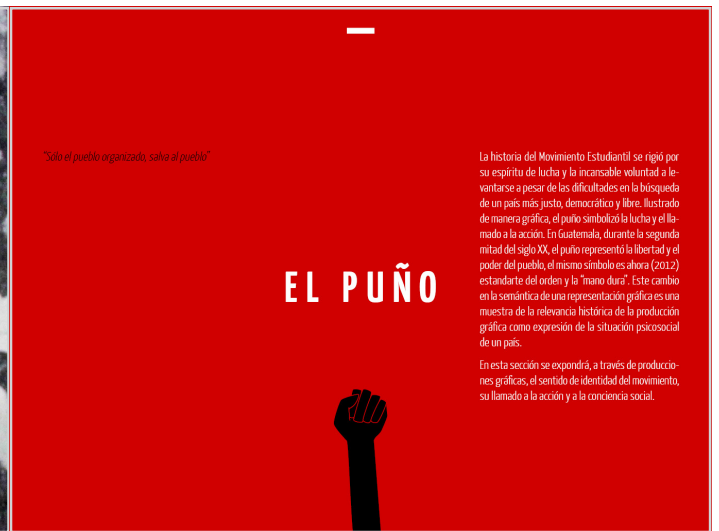 "Sólo el pueblo organizado, salva al pueblo"
EL PUÑO
La historia del Movimiento Estudiantil se rigió por
su espíritu de lucha y la incansable voluntad a le-
vantarse a pesar de las dificultades en la búsqueda
de un país más justo, democrático y libre. Ilustrado
de manera gráfica, el puño simbolizó la lucha y el lla-
mado a la acción. En Guatemala, durante la segunda
mitad del siglo XX, el puño representó la libertad y el
poder del pueblo, el mismo símbolo es ahora (2012)
estandarte del orden y la "mano dura". Este cambio
en la semántica de una representación gráfica es una
muestra de la relevancia histórica de la producción
gráfica como expresión de la situación psicosocial
de un país.
En esta sección se expondrá, a través de produccio-
nes gráficas, el sentido de identidad del movimiento,
su llamado a la acción y a la conciencia social.